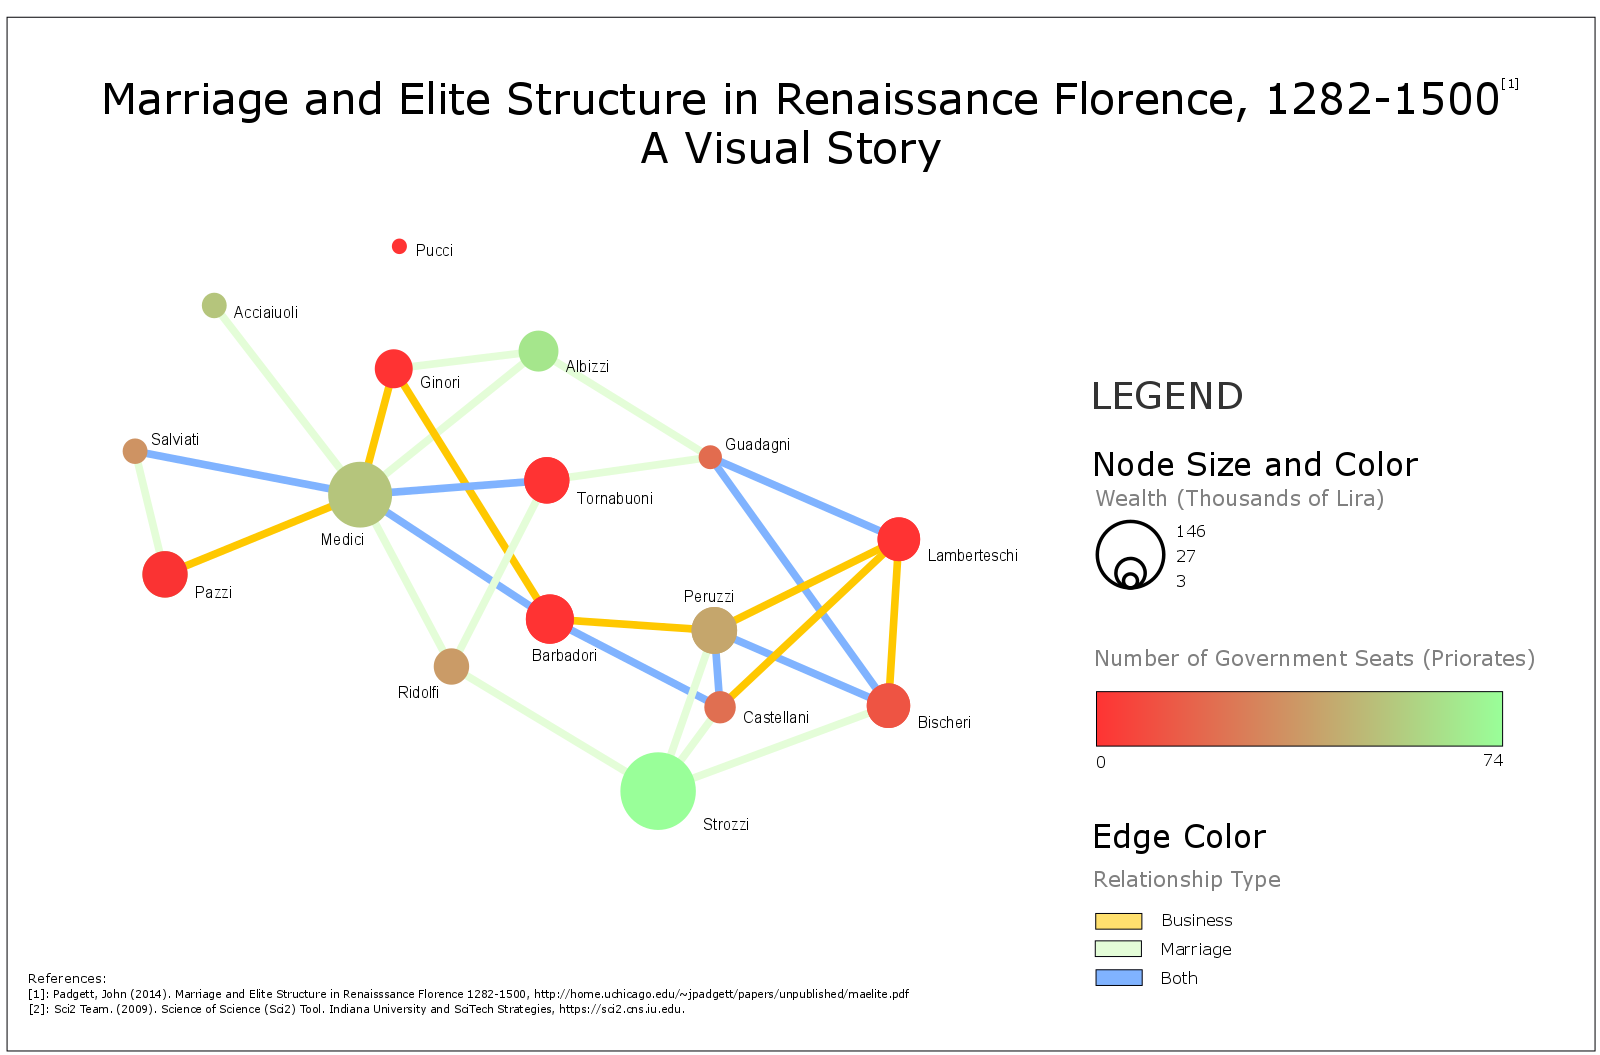 Marriage and Elite Structure in Renaissance Florence, 1282-1500[1]
A Visual Story
Pucci
Acciaiuoli
Albizzi
Ginori
Salviati
Guadagni
Tornabuoni
Medici
Lamberteschi
Pazzi
Peruzzi
Barbadori
Ridolfi
Castellani
Bischeri
Strozzi
LEGEND
Node Size and Color
Wealth (Thousands of Lira)
146
27
3
Number of Government Seats (Priorates)
0
74
Edge Color
Relationship Type
Business
Marriage
Both
References:
[1]: Padgett, John (2014). Marriage and Elite Structure in Renaisssance Florence 1282-1500, http://home.uchicago.edu/~jpadgett/papers/unpublished/maelite.pdf
[2]: Sci2 Team. (2009). Science of Science (Sci2) Tool. Indiana University and SciTech Strategies, https://sci2.cns.iu.edu.